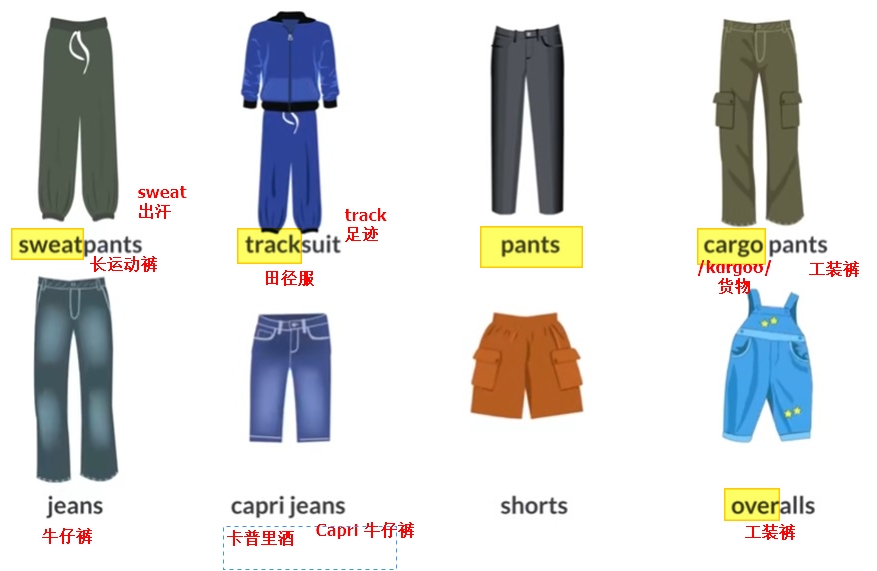 sweat
出汗
track
足迹
sweatpants
tracksuit
pants
cargo pants
长运动裤
田径服
/kɑrgoʊ/
货物
工装裤
jeans
capri jeans
shorts
overalls
牛仔裤
卡普里酒
Capri 牛仔裤
工装裤